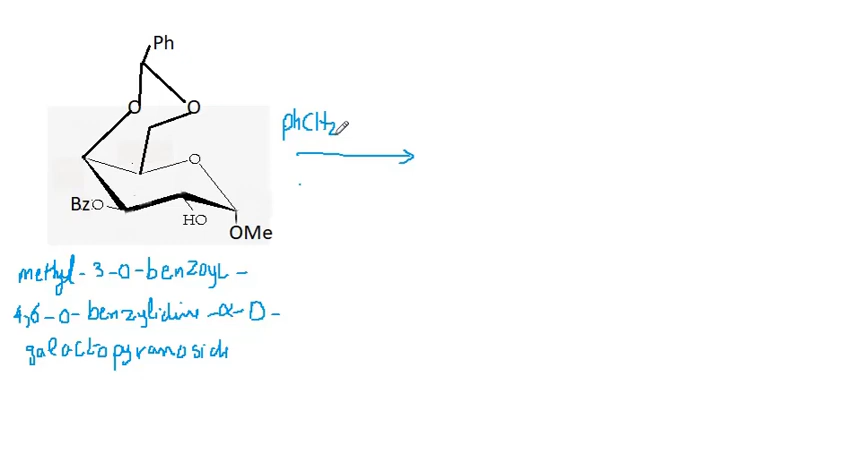 Ph
O
O
phCH2
O
BzO
HO
OMe
methyl-3-O-benzoyl-
4,6-O-benzylidine-α-D-
galactopyranoside